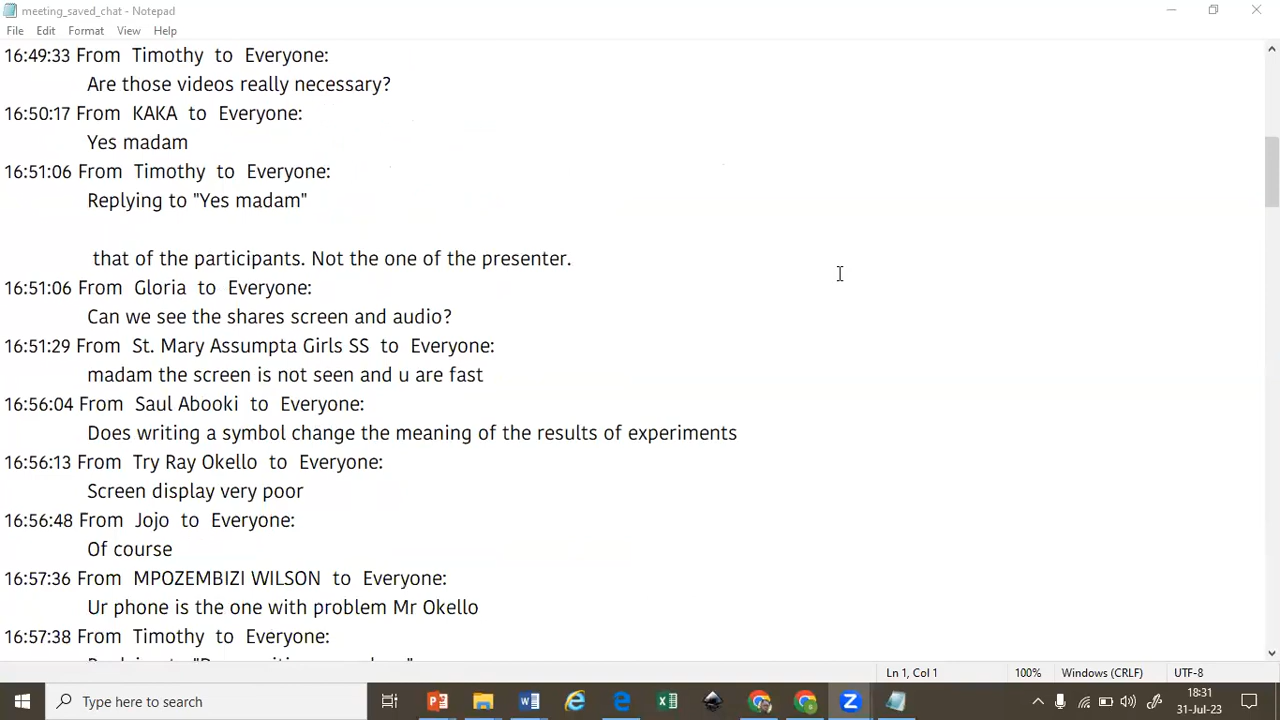 meeting_saved_chat - Notepad
File Edit Format View Help
16:49:33 From Timothy to Everyone:
Are those videos really necessary?
16:50:17 From KAKA to Everyone:
Yes madam
16:51:06 From Timothy to Everyone:
Replying to "Yes madam"
that of the participants. Not the one of the presenter.
16:51:06 From Gloria to Everyone:
Can we see the shares screen and audio?
16:51:29 From St. Mary Assumpta Girls SS to Everyone:
madam the screen is not seen and u are fast
16:56:04 From Saul Abooki to Everyone:
Does writing a symbol change the meaning of the results of experiments
16:56:13 From Try Ray Okello to Everyone:
Screen display very poor
16:56:48 From Jojo to Everyone:
Of course
16:57:36 From MPOZEMBIZI WILSON to Everyone:
Ur phone is the one with problem Mr Okello
16:57:38 From Timothy to Everyone:
Ln 1, Col 1 100% Windows (CRLF) UTF-8
Type here to search
18:31
31-Jul-23